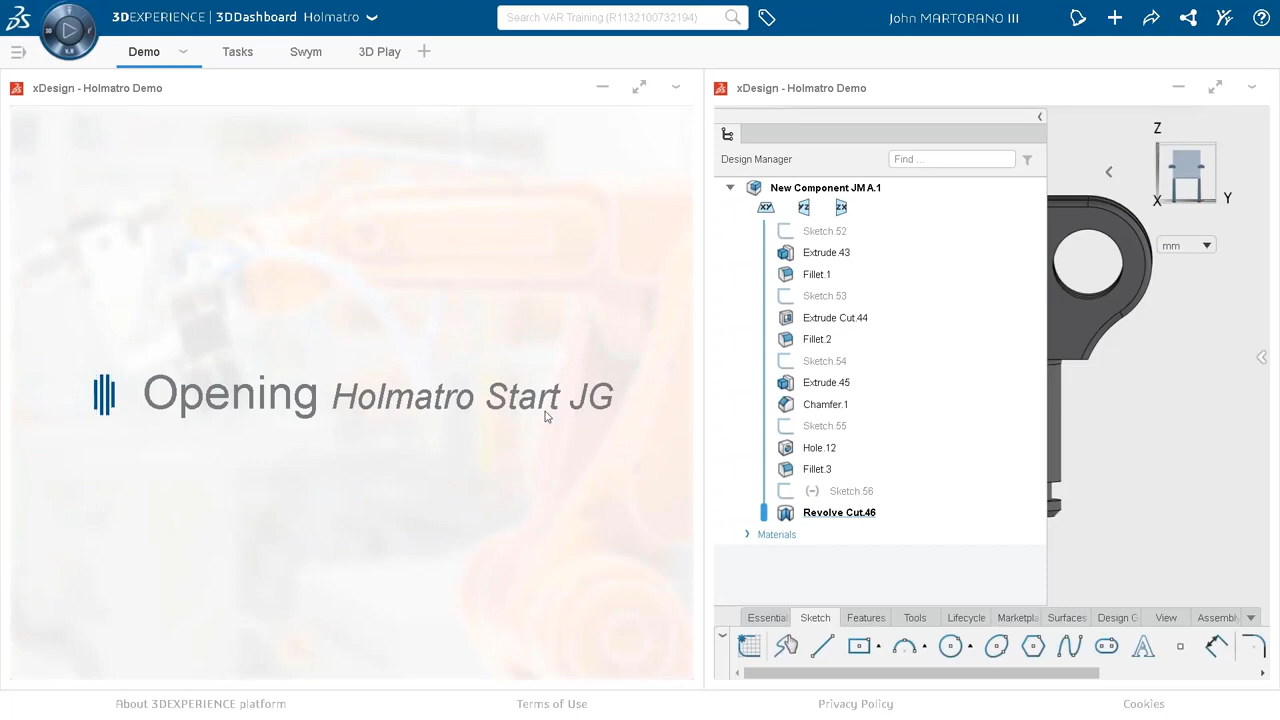 3DEXPERIENCE | 3DDashboard Holmatro
Search VAR Training (R1132100732194)
John MARTORANO III
Demo
Tasks
Swym
3D Play
xDesign - Holmatro Demo
Opening Holmatro Start JG
xDesign - Holmatro Demo
Design Manager
Find ...
New Component JM A.1
XY
YZ
ZX
Sketch.52
Extrude.43
Fillet.1
Sketch.53
Extrude Cut.44
Fillet.2
Sketch.54
Extrude.45
Chamfer.1
Sketch.55
Hole.12
Fillet.3
(-) Sketch.56
Revolve Cut.46
Materials
Z
X
Y
mm
Essential
Sketch
Features
Tools
Lifecycle
Marketpla
Surfaces
Design G
View
Assembl
About 3DEXPERIENCE platform
Terms of Use
Privacy Policy
Cookies